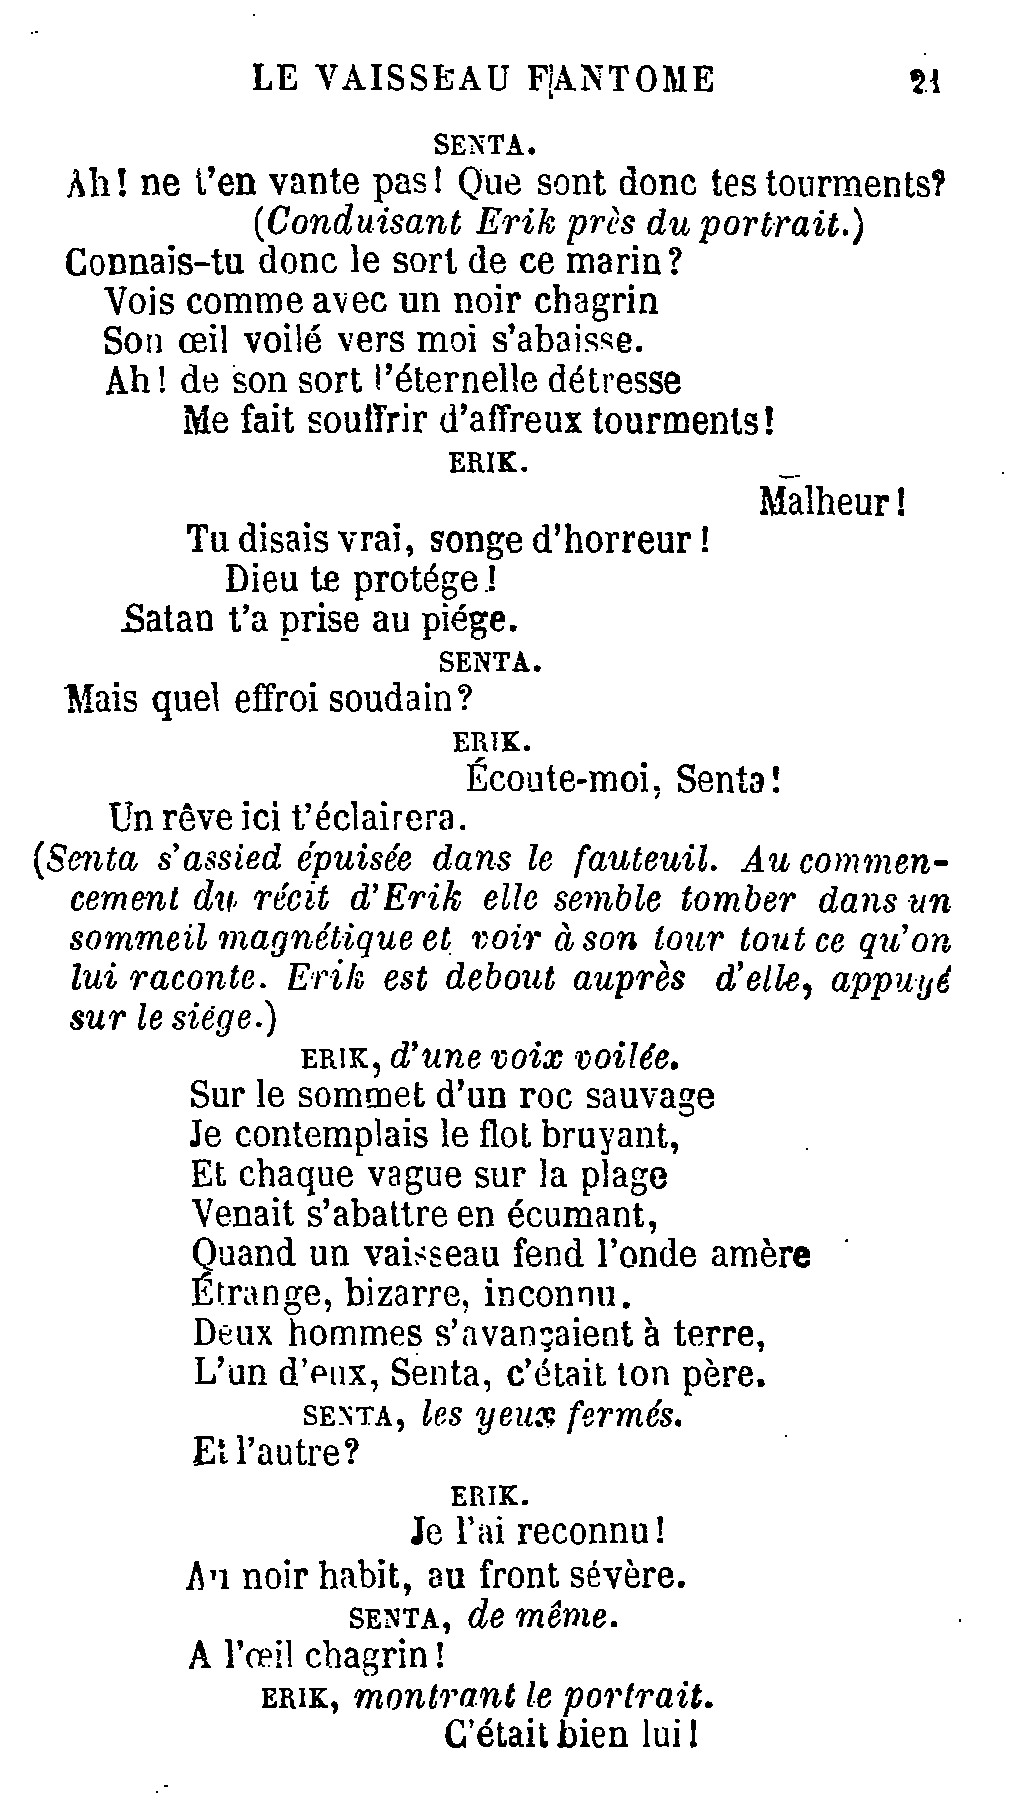 LE VAISSEAU FANTOME 21
SENTA.
Ah! ne t'en vante pas! Que sont donc tes tourments?
(Conduisant Erik près du portrait.)
Connais-tu donc le sort de ce marin?
Vois comme avec un noir chagrin
Son œil voilé vers moi s'abaisse.
Ah! de son sort l'éternelle détresse
Me fait souffrir d'affreux tourments!
ERIK.
Malheur!
Tu disais vrai, songe d'horreur!
Dieu te protége!
Satan t'a prise au piége.
SENTA.
Mais quel effroi soudain?
ERIK.
Écoute-moi, Senta!
Un rêve ici t'éclairera.
(Senta s'assied épuisée dans le fauteuil. Au commen-
cement du récit d'Erik elle semble tomber dans un
sommeil magnétique et voir à son tour tout ce qu'on
lui raconte. Erik est debout auprès d'elle, appuyé
sur le siége.)
ERIK, d'une voix voilée.
Sur le sommet d'un roc sauvage
Je contemplais le flot bruyant,
Et chaque vague sur la plage
Venait s'abattre en écumant,
Quand un vaisseau fend l'onde amère
Étrange, bizarre, inconnu.
Deux hommes s'avançaient à terre,
L'un d'eux, Senta, c'était ton père.
SENTA, les yeux fermés.
Et l'autre?
ERIK.
Je l'ai reconnu!
Au noir habit, au front sévère.
SENTA, de même.
A l'œil chagrin!
ERIK, montrant le portrait.
C'était bien lui!